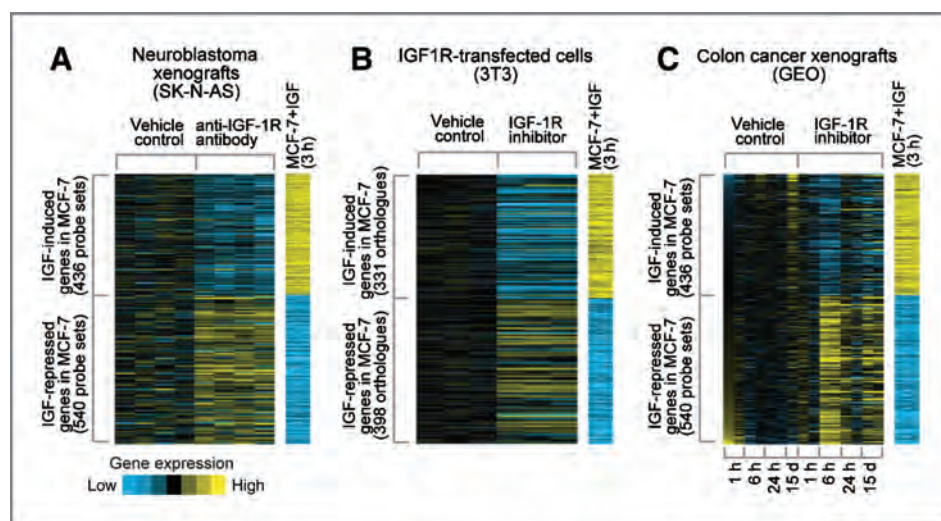 A
Neuroblastoma
xenografts
(SK-N-AS)
Vehicle
control
anti-IGF-1R
antibody
MCF-7+IGF
(3 h)
IGF-induced
genes in MCF-7
(436 probe sets)
IGF-repressed
genes in MCF-7
(540 probe sets)
Gene expression
Low
High
B
IGF1R-transfected cells
(3T3)
Vehicle
control
IGF-1R
inhibitor
MCF-7+IGF
(3 h)
IGF-induced
genes in MCF-7
(331 orthologues)
IGF-repressed
genes in MCF-7
(398 orthologues)
C
Colon cancer xenografts
(GEO)
Vehicle
control
IGF-1R
inhibitor
MCF-7+IGF
(3 h)
IGF-induced
genes in MCF-7
(436 probe sets)
IGF-repressed
genes in MCF-7
(540 probe sets)
1 h
6 h
24 h
15 d
1 h
6 h
24 h
15 d